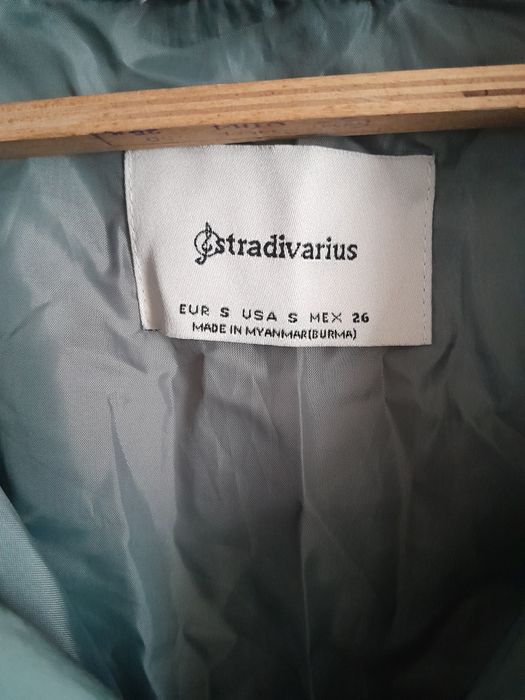 stradivarius
EUR S USA S MEX 26
MADE IN MYANMAR(BURMA)